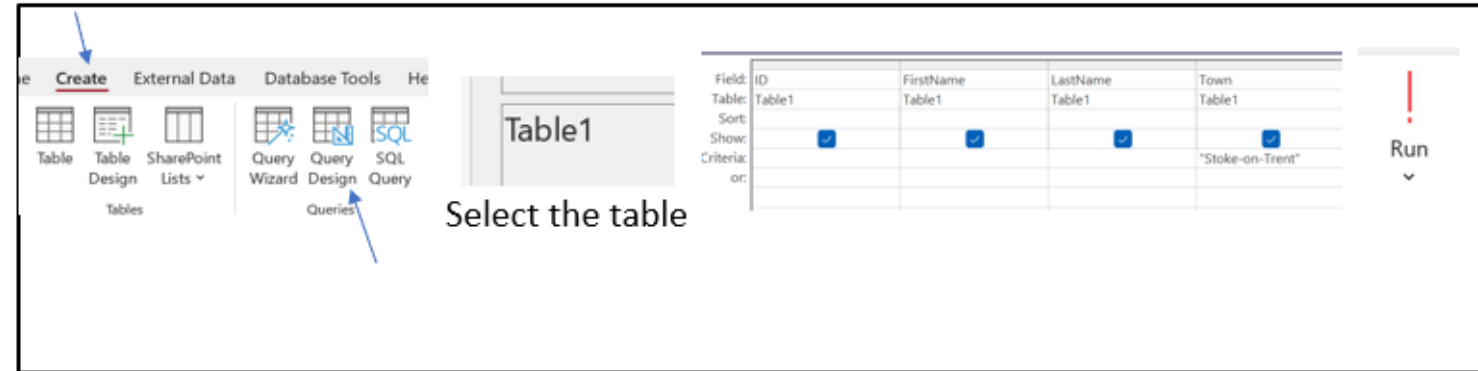 e Create External Data Database Tools He
Table Table Design SharePoint Lists Query Wizard Query Design SQL Query
Tables Queries
Table1
Select the table
Field: ID FirstName LastName Town
Table: Table1 Table1 Table1 Table1
Sort:
Show:
Criteria: "Stoke-on-Trent"
or:
Run